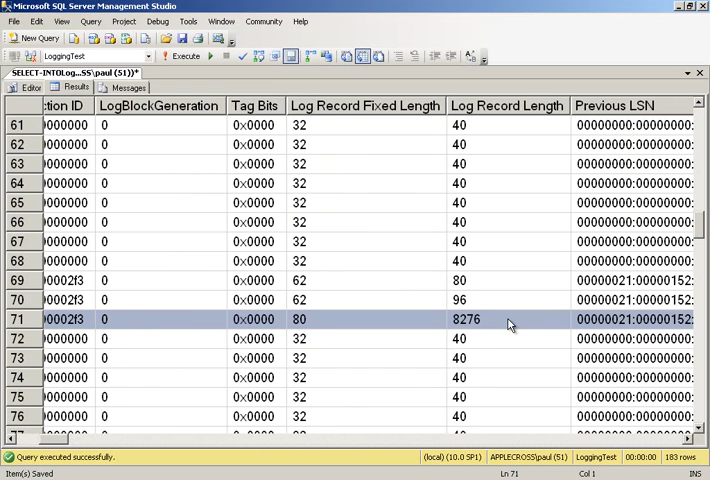 Microsoft SQL Server Management Studio
File Edit View Query Project Debug Tools Window Community Help
New Query
LoggingTest Execute
SELECT-INTOLog...SS\paul (51))*
Editor Results Messages
tion ID LogBlockGeneration Tag Bits Log Record Fixed Length Log Record Length Previous LSN
61 0000000 0 0x0000 32 40 00000000:00000000:
62 0000000 0 0x0000 32 40 00000000:00000000:
63 0000000 0 0x0000 32 40 00000000:00000000:
64 0000000 0 0x0000 32 40 00000000:00000000:
65 0000000 0 0x0000 32 40 00000000:00000000:
66 0000000 0 0x0000 32 40 00000000:00000000:
67 0000000 0 0x0000 32 40 00000000:00000000:
68 0000000 0 0x0000 32 40 00000000:00000000:
69 00002f3 0 0x0000 62 80 00000021:00000152:
70 00002f3 0 0x0000 62 96 00000021:00000152:
71 00002f3 0 0x0000 80 8276 00000021:00000152:
72 0000000 0 0x0000 32 40 00000000:00000000:
73 0000000 0 0x0000 32 40 00000000:00000000:
74 0000000 0 0x0000 32 40 00000000:00000000:
75 0000000 0 0x0000 32 40 00000000:00000000:
76 0000000 0 0x0000 32 40 00000000:00000000:
Query executed successfully. (local) (10.0 SP1) APPLECROSS\paul (51) LoggingTest 00:00:00 183 rows
Item(s) Saved Ln 71 Col 1 INS